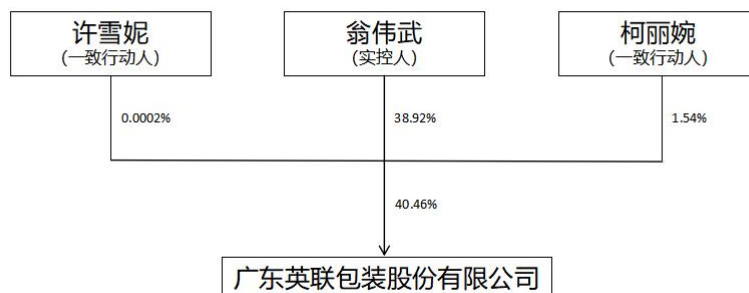 许雪妮
(一致行动人)
翁伟武
(实控人)
柯丽婉
(一致行动人)
0.0002%
38.92%
1.54%
40.46%
广东英联包装股份有限公司